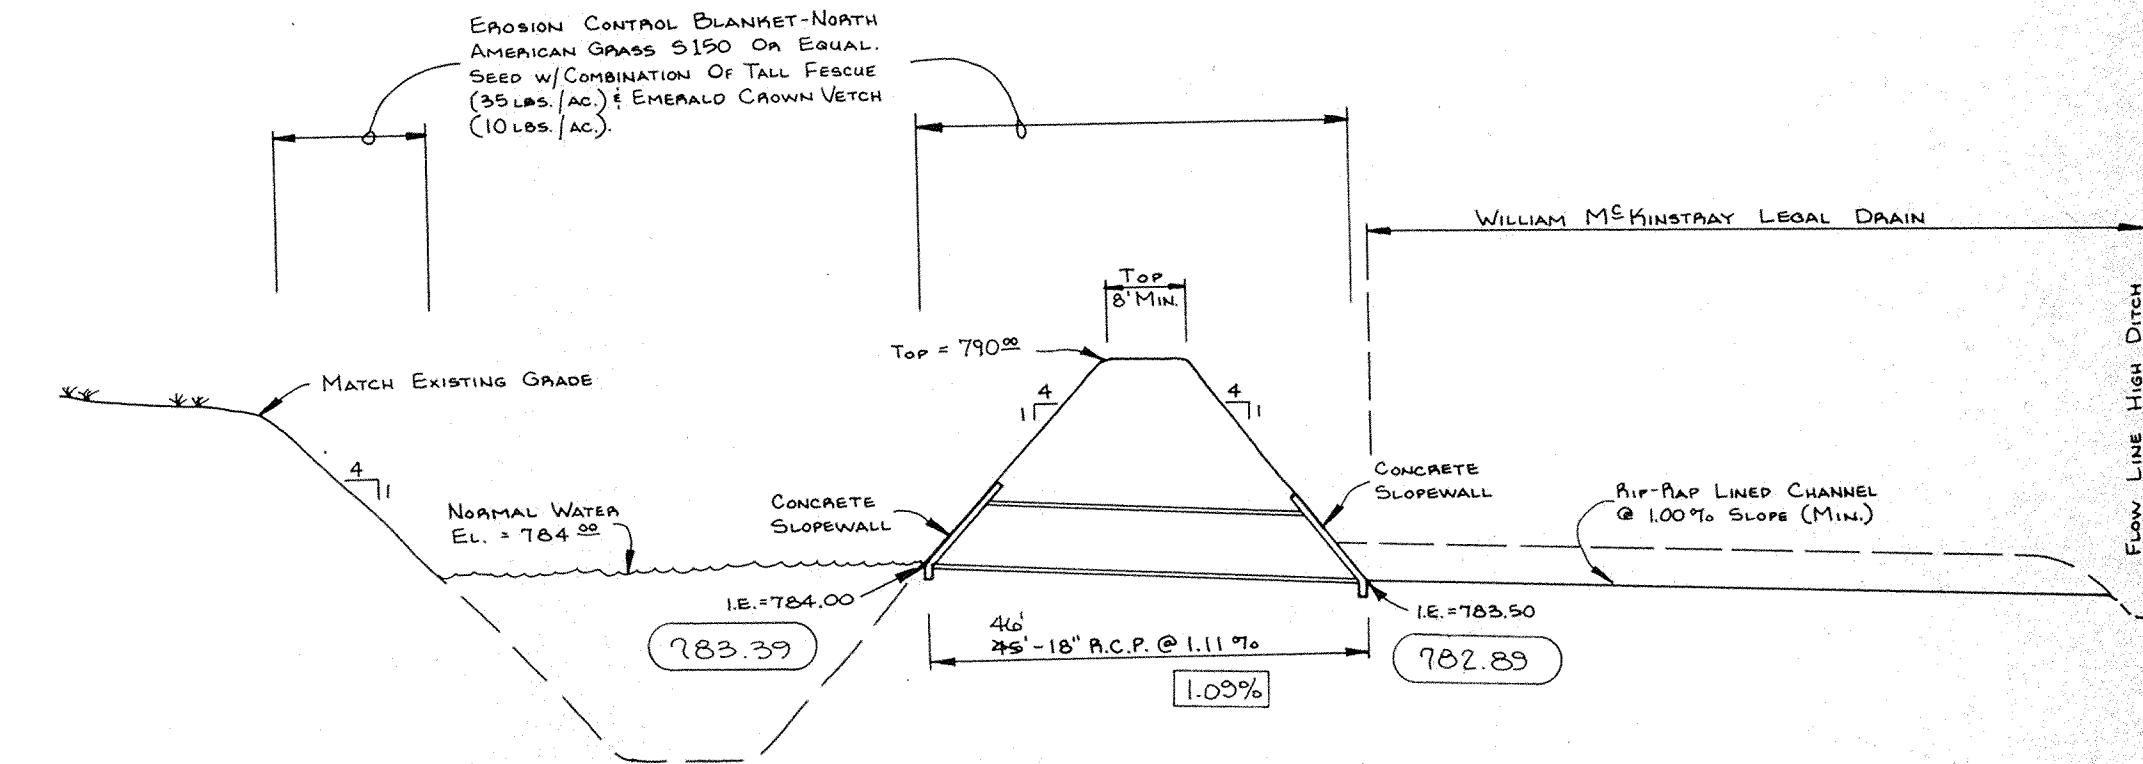 EROSION CONTROL BLANKET-NORTH
AMERICAN GRASS S150 OR EQUAL.
SEED W/COMBINATION OF TALL FESCUE
(35 LBS./AC.) & EMERALD CROWN VETCH
(10 LBS./AC.).
WILLIAM McKINSTRAY LEGAL DRAIN
TOP
8' MIN.
TOP = 790.00
MATCH EXISTING GRADE
4
1
4
1
4
1
NORMAL WATER
EL. = 784.00
CONCRETE
SLOPEWALL
CONCRETE
SLOPEWALL
RIP-RAP LINED CHANNEL
@ 1.00% SLOPE (MIN.)
FLOW LINE HIGH DITCH
I.E.=784.00
I.E.=783.50
783.39
46'
45'-18" R.C.P. @ 1.11%
782.89
1.09%